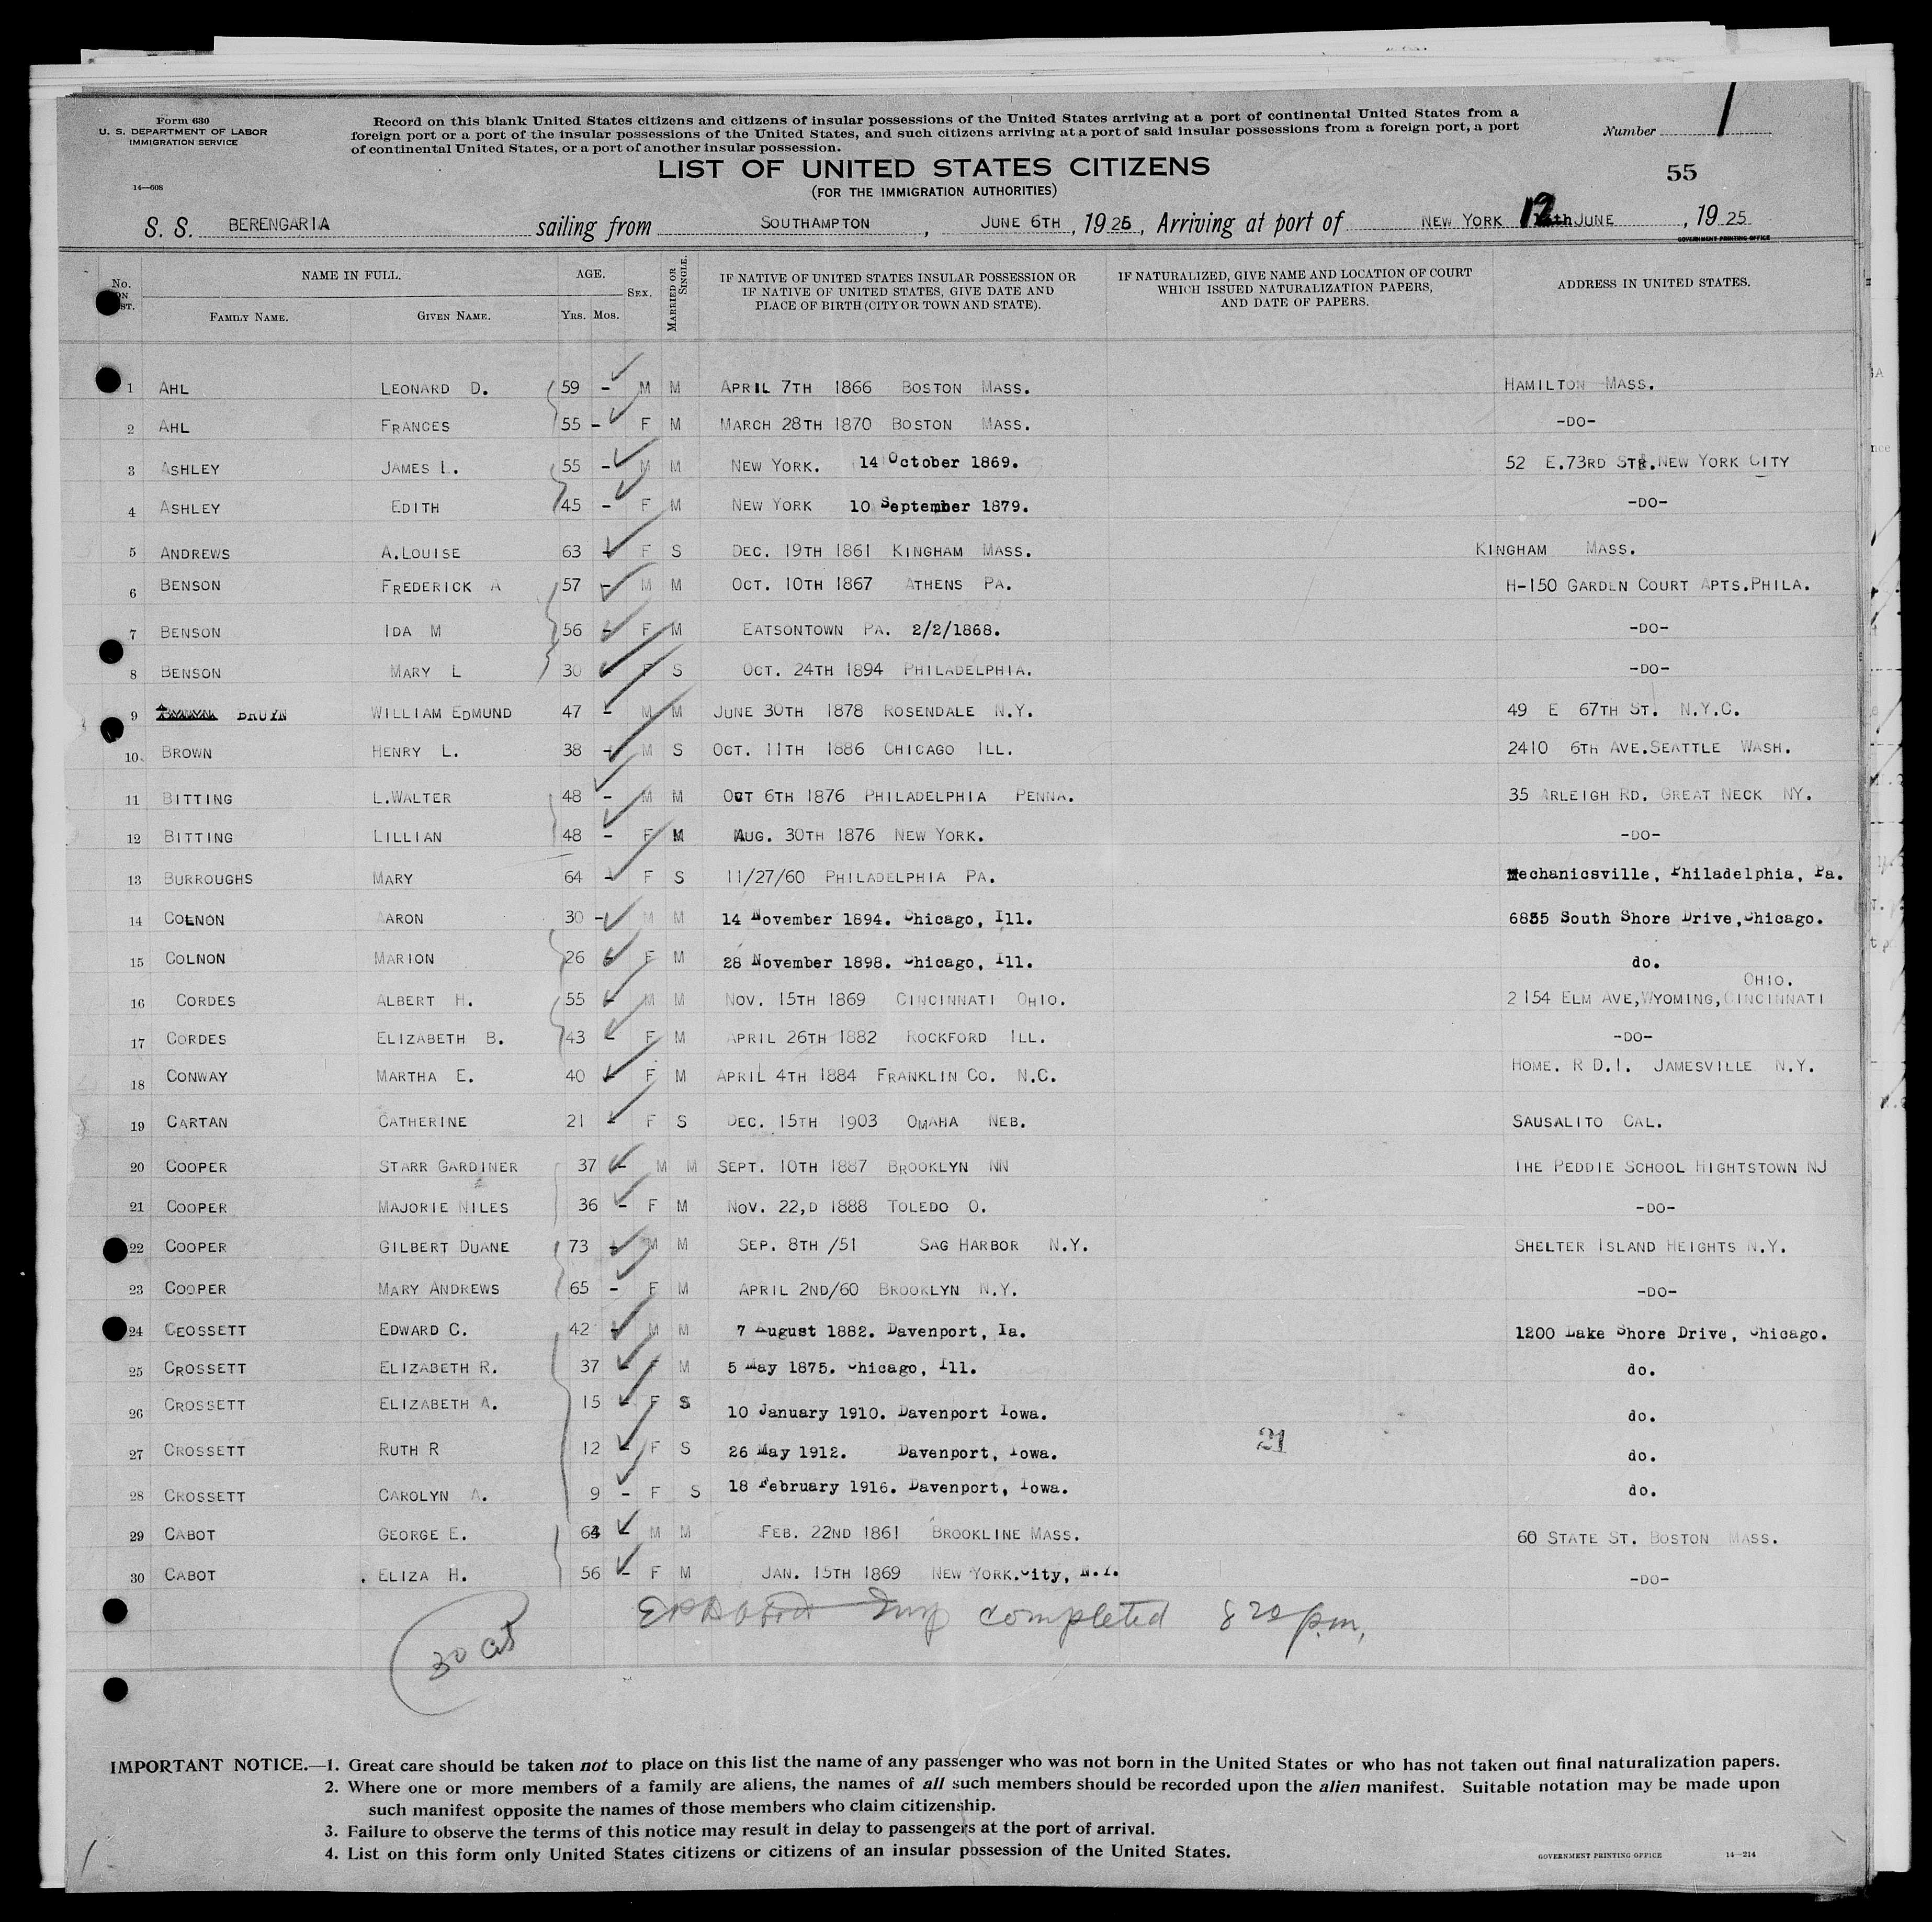 Form 630
U. S. DEPARTMENT OF LABOR
IMMIGRATION SERVICE
14—608
Record on this blank United States citizens and citizens of insular possessions of the United States arriving at a port of continental United States from a
foreign port or a port of the insular possessions of the United States, and such citizens arriving at a port of said insular possessions from a foreign port, a port
of continental United States, or a port of another insular possession.
Number 1
LIST OF UNITED STATES CITIZENS
(FOR THE IMMIGRATION AUTHORITIES)
55
S. S. BERENGARIA sailing from SOUTHAMPTON, JUNE 6TH, 1925, Arriving at port of NEW YORK 12 th JUNE, 1925
GOVERNMENT PRINTING OFFICE
No. ON LIST. NAME IN FULL. AGE. SEX. MARRIED OR SINGLE. IF NATIVE OF UNITED STATES INSULAR POSSESSION OR IF NATIVE OF UNITED STATES, GIVE DATE AND PLACE OF BIRTH (CITY OR TOWN AND STATE). IF NATURALIZED, GIVE NAME AND LOCATION OF COURT WHICH ISSUED NATURALIZATION PAPERS, AND DATE OF PAPERS. ADDRESS IN UNITED STATES.
FAMILY NAME. GIVEN NAME. YRS. MOS.
1 AHL LEONARD D. 59 – M M APRIL 7TH 1866 BOSTON MASS. HAMILTON MASS.
2 AHL FRANCES 55 – F M MARCH 28TH 1870 BOSTON MASS. –DO–
3 ASHLEY JAMES L. 55 – M M NEW YORK. 14 October 1869. 52 E.73RD STR.NEW YORK CITY
4 ASHLEY EDITH 45 – F M NEW YORK 10 September 1879. –DO–
5 ANDREWS A.LOUISE 63 – F S DEC. 19TH 1861 KINGHAM MASS. KINGHAM MASS.
6 BENSON FREDERICK A 57 – M M OCT. 10TH 1867 ATHENS PA. H-150 GARDEN COURT APTS.PHILA.
7 BENSON IDA M 56 – F M EATSONTOWN PA. 2/2/1868. –DO–
8 BENSON MARY L 30 – F S OCT. 24TH 1894 PHILADELPHIA. –DO–
9 BRUYN WILLIAM EDMUND 47 – M M JUNE 30TH 1878 ROSENDALE N.Y. 49 E 67TH ST. N.Y.C.
10 BROWN HENRY L. 38 – M S OCT. 11TH 1886 CHICAGO ILL. 2410 6TH AVE.SEATTLE WASH.
11 BITTING L.WALTER 48 – M M OCT 6TH 1876 PHILADELPHIA PENNA. 35 ARLEIGH RD, GREAT NECK NY.
12 BITTING LILLIAN 48 – F M AUG. 30TH 1876 NEW YORK. –DO–
13 BURROUGHS MARY 64 – F S 11/27/60 PHILADELPHIA PA. Mechanicsville, Philadelphia, Pa.
14 COLNON AARON 30 – M M 14 November 1894. Chicago, Ill. 6835 South Shore Drive,Chicago.
15 COLNON MARION 26 – F M 28 November 1898. Chicago, Ill. do.
OHIO.
16 CORDES ALBERT H. 55 – M M NOV. 15TH 1869 CINCINNATI OHIO. 2154 ELM AVE,WYOMING,CINCINNATI
17 CORDES ELIZABETH B. 43 – F M APRIL 26TH 1882 ROCKFORD ILL. –DO–
18 CONWAY MARTHA E. 40 – F M APRIL 4TH 1884 FRANKLIN CO. N.C. HOME. R D.I. JAMESVILLE N.Y.
19 CARTAN CATHERINE 21 – F S DEC. 15TH 1903 OMAHA NEB. SAUSALITO CAL.
20 COOPER STARR GARDINER 37 – M M SEPT. 10TH 1887 BROOKLYN NN THE PEDDIE SCHOOL HIGHTSTOWN NJ
21 COOPER MAJORIE NILES 36 – F M NOV. 22,D 1888 TOLEDO O. –DO–
22 COOPER GILBERT DUANE 73 – M M SEP. 8TH /51 SAG HARBOR N.Y. SHELTER ISLAND HEIGHTS N.Y.
23 COOPER MARY ANDREWS 65 – F M APRIL 2ND/60 BROOKLYN N.Y. –DO–
24 CEOSSETT EDWARD C. 42 – M M 7 August 1882. Davenport, Ia. 1200 Lake Shore Drive, Chicago.
25 CROSSETT ELIZABETH R. 37 – F M 5 May 1875. Chicago, Ill. do.
26 CROSSETT ELIZABETH A. 15 – F S 10 January 1910. Davenport Iowa. do.
27 CROSSETT RUTH R 12 – F S 26 May 1912. Davenport, Iowa. 21 do.
28 CROSSETT CAROLYN A. 9 – F S 18 February 1916. Davenport, Iowa. do.
29 CABOT GEORGE E. 64 – M M FEB. 22ND 1861 BROOKLINE MASS. 60 STATE ST. BOSTON MASS.
30 CABOT ELIZA H. 56 – F M JAN. 15TH 1869 NEW YORK.City, N.Y. –DO–
completed 8 20 p.m.
30
IMPORTANT NOTICE.—1. Great care should be taken not to place on this list the name of any passenger who was not born in the United States or who has not taken out final naturalization papers.
2. Where one or more members of a family are aliens, the names of all such members should be recorded upon the alien manifest. Suitable notation may be made upon
such manifest opposite the names of those members who claim citizenship.
3. Failure to observe the terms of this notice may result in delay to passengers at the port of arrival.
4. List on this form only United States citizens or citizens of an insular possession of the United States.
GOVERNMENT PRINTING OFFICE 14—214